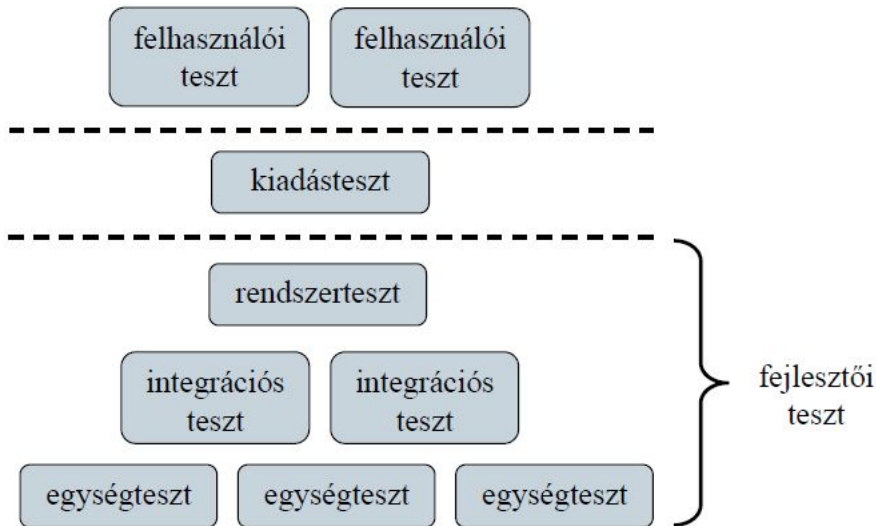 felhasználói
teszt
felhasználói
teszt
kiadásteszt
rendszerteszt
integrációs
teszt
integrációs
teszt
fejlesztői
teszt
egységteszt
egységteszt
egységteszt